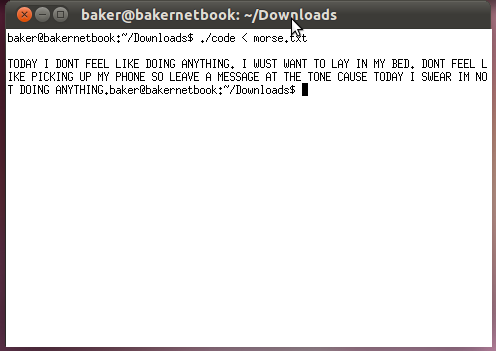 baker@bakernetbook: ~/Downloads
baker@bakernetbook:~/Downloads$ ./code < morse.txt
TODAY I DONT FEEL LIKE DOING ANYTHING. I WUST WANT TO LAY IN MY BED. DONT FEEL L
IKE PICKING UP MY PHONE SO LEAVE A MESSAGE AT THE TONE CAUSE TODAY I SWEAR IM NO
T DOING ANYTHING.baker@bakernetbook:~/Downloads$